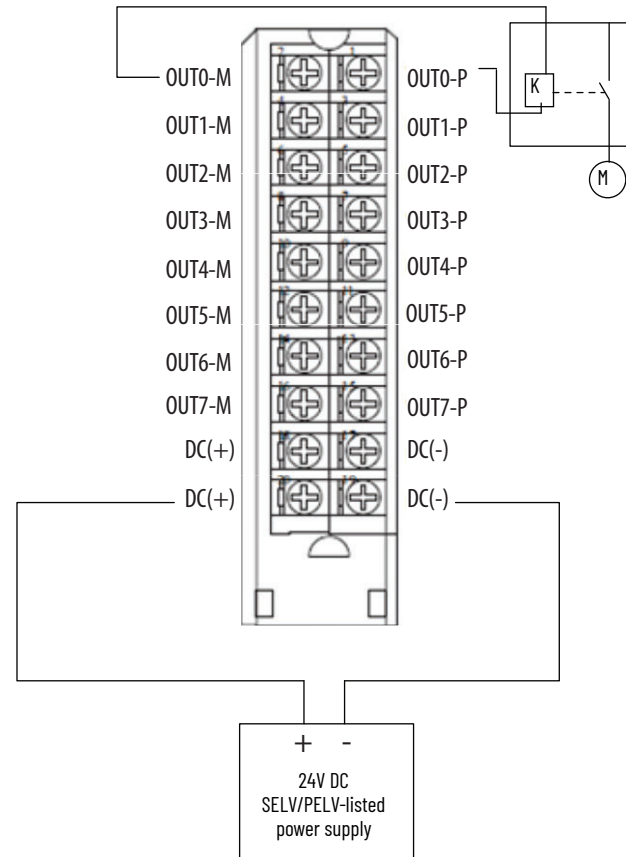 OUT0-M OUT0-P K
OUT1-M OUT1-P
OUT2-M OUT2-P M
OUT3-M OUT3-P
OUT4-M OUT4-P
OUT5-M OUT5-P
OUT6-M OUT6-P
OUT7-M OUT7-P
DC(+) DC(-)
DC(+) DC(-)
+ -
24V DC
SELV/PELV-listed
power supply